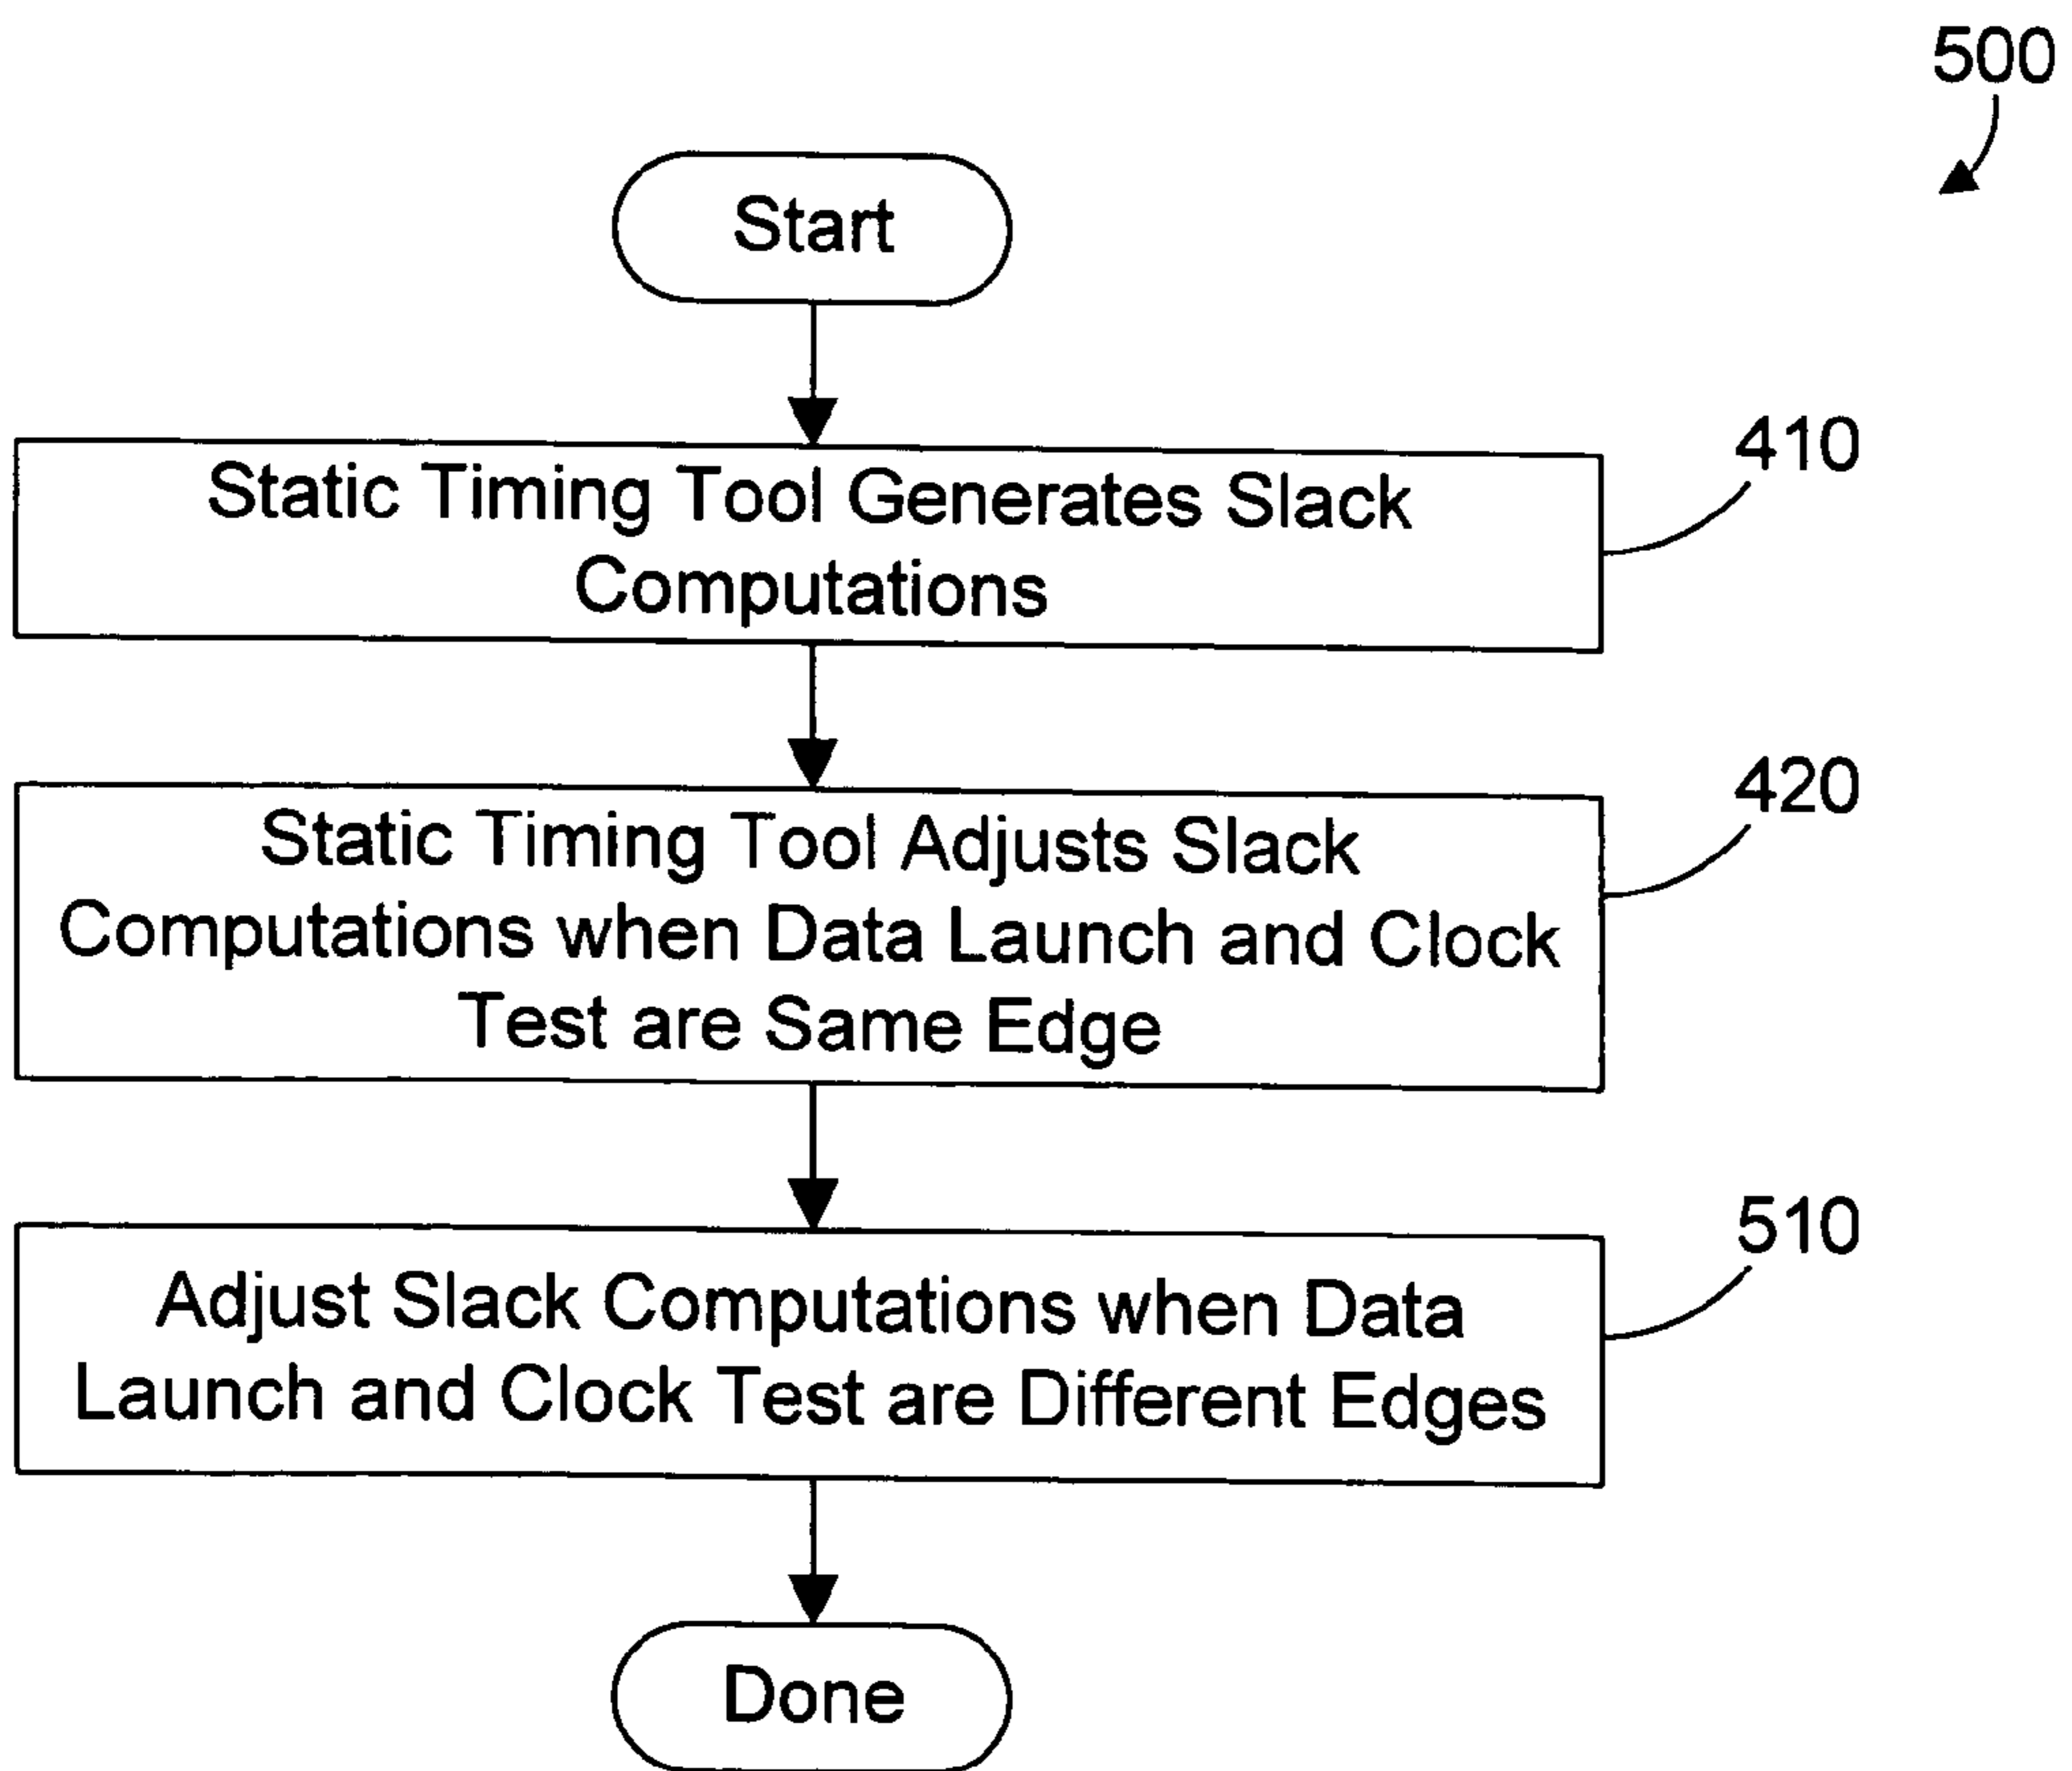 500
Start
Static Timing Tool Generates Slack
Computations
410
Static Timing Tool Adjusts Slack
Computations when Data Launch and Clock
Test are Same Edge
420
Adjust Slack Computations when Data
Launch and Clock Test are Different Edges
510
Done